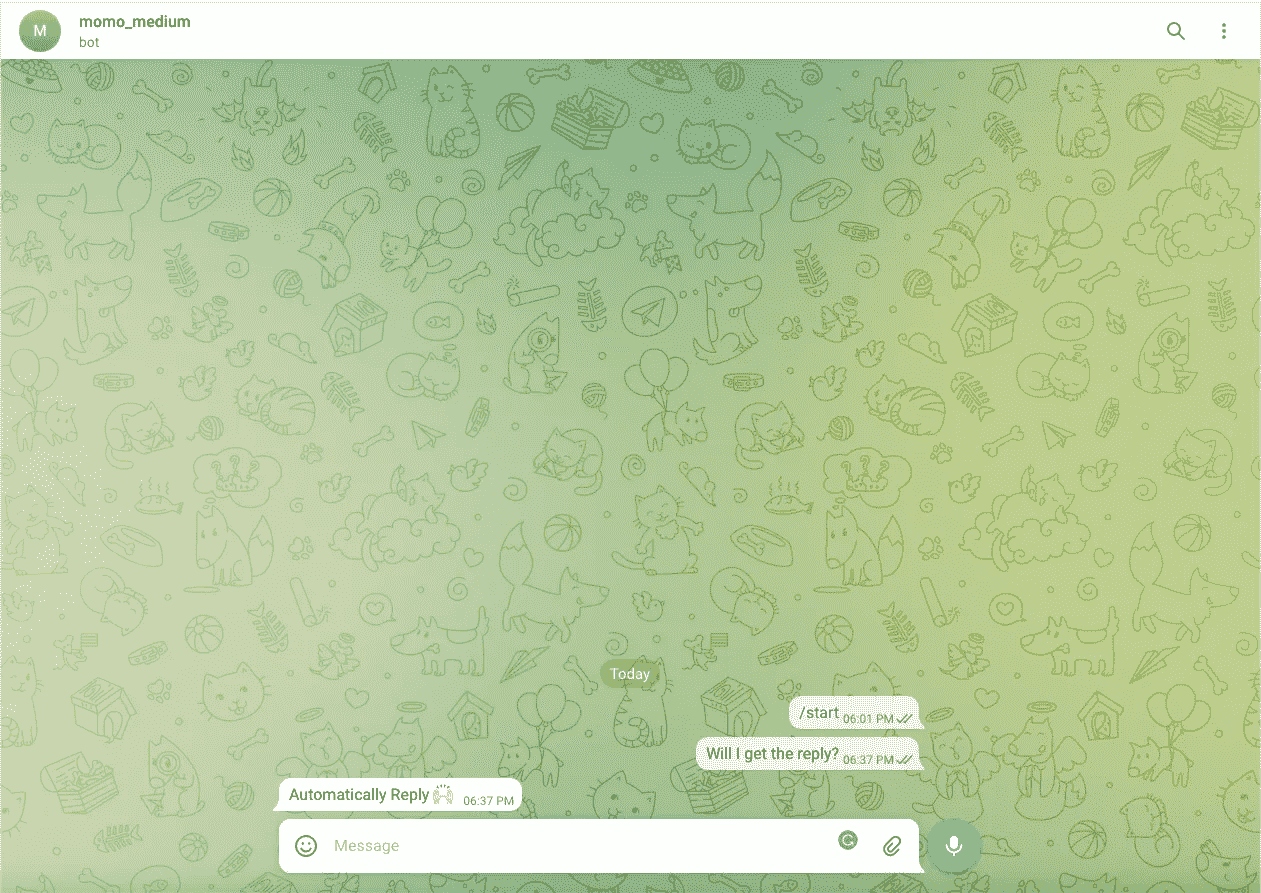 M
momo_medium
bot
Today
/start 06:01 PM
Will I get the reply? 06:37 PM
Automatically Reply 🙌 06:37 PM
Message